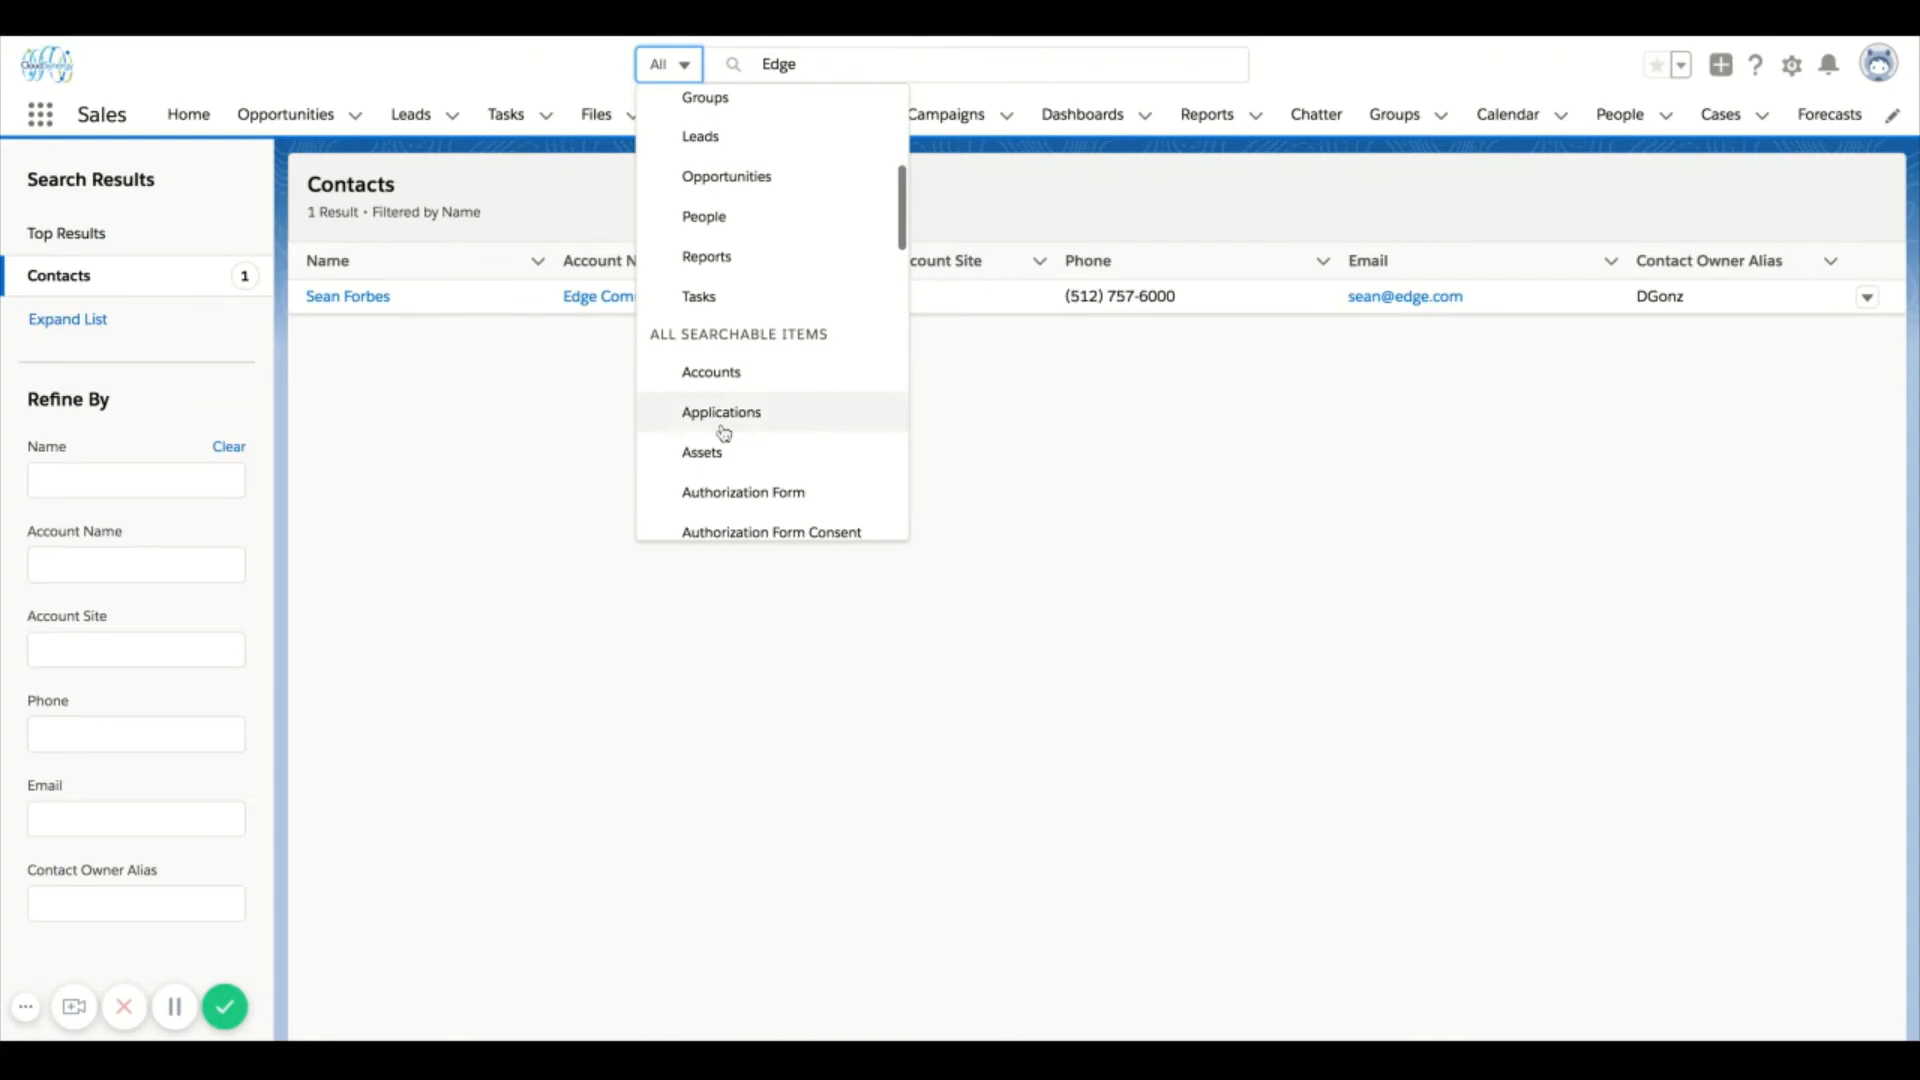 CloudSynergy
All
Edge
Sales
Home
Opportunities
Leads
Tasks
Files
Campaigns
Dashboards
Reports
Chatter
Groups
Calendar
People
Cases
Forecasts
Groups
Leads
Opportunities
People
Reports
Tasks
ALL SEARCHABLE ITEMS
Accounts
Applications
Assets
Authorization Form
Authorization Form Consent
Search Results
Top Results
Contacts 1
Expand List
Refine By
Name Clear
Account Name
Account Site
Phone
Email
Contact Owner Alias
Contacts
1 Result • Filtered by Name
Name Account N count Site Phone Email Contact Owner Alias
Sean Forbes Edge Com (512) 757-6000 sean@edge.com DGonz